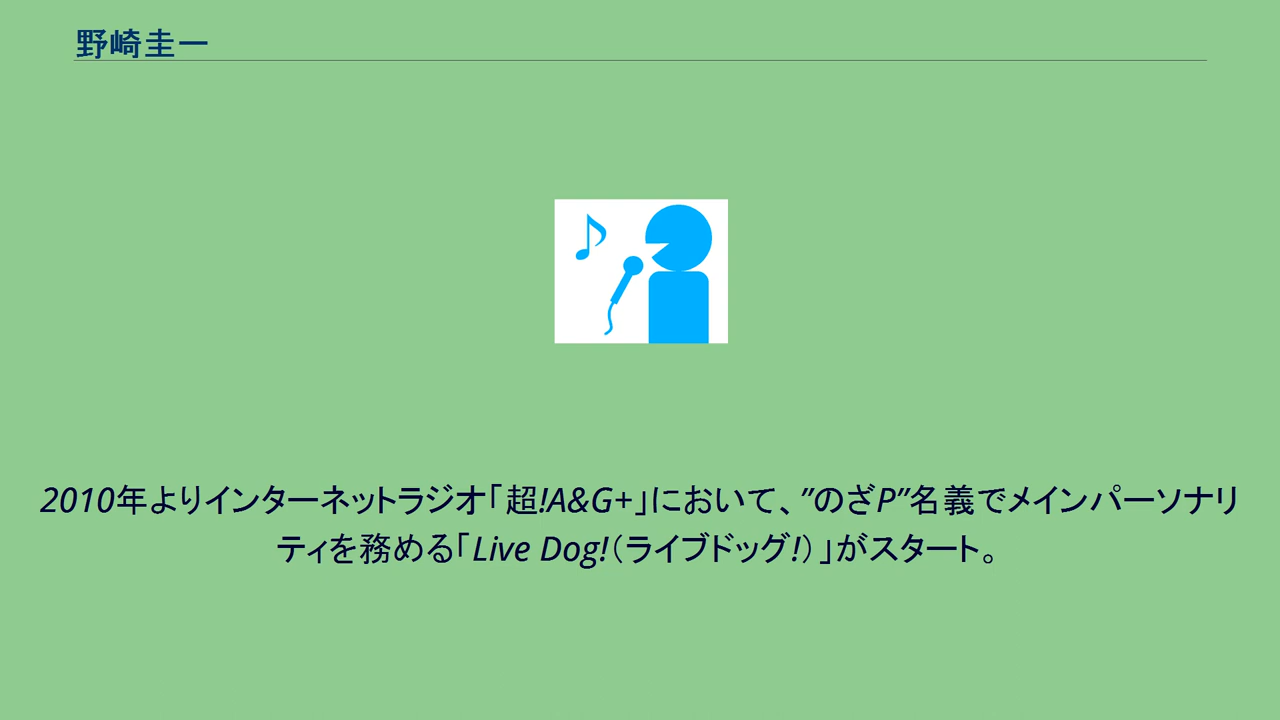 野崎圭一
2010年よりインターネットラジオ｢超!A&G+｣において、″のざP″名義でメインパーソナリ
ティを務める｢Live Dog!（ライブドッグ!）｣がスタート。